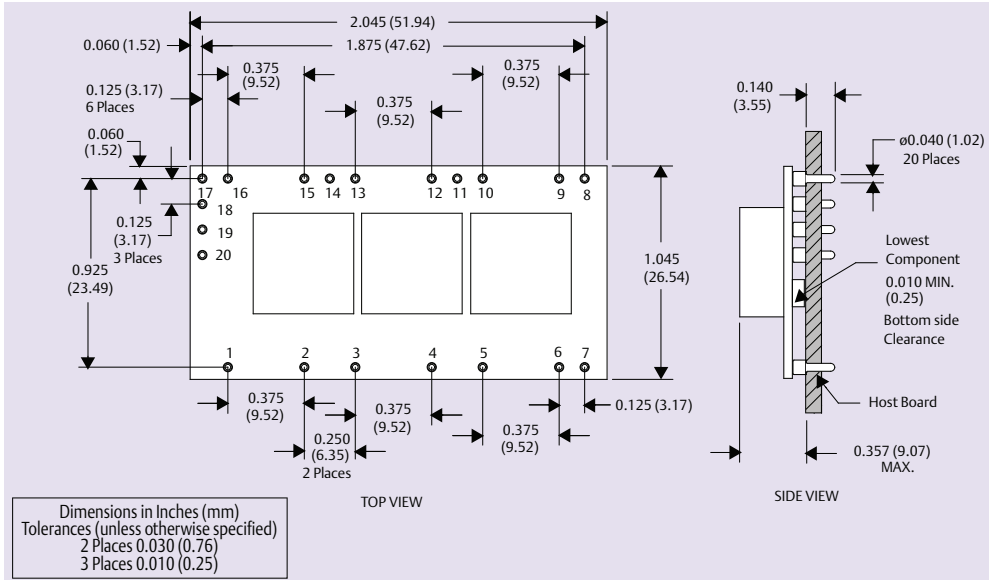 2.045 (51.94)
0.060 (1.52)
1.875 (47.62)
0.375
(9.52)
0.375
(9.52)
0.125 (3.17)
6 Places
0.375
(9.52)
0.060
(1.52)
17 16 15 14 13 12 11 10 9 8
18
19
20
0.125
(3.17)
3 Places
0.925
(23.49)
1.045
(26.54)
1 2 3 4 5 6 7
0.375
(9.52)
0.375
(9.52)
0.125 (3.17)
0.250
(6.35)
2 Places
0.375
(9.52)
TOP VIEW
0.140
(3.55)
ø0.040 (1.02)
20 Places
Lowest
Component
0.010 MIN.
(0.25)
Bottom side
Clearance
Host Board
0.357 (9.07)
MAX.
SIDE VIEW
Dimensions in Inches (mm)
Tolerances (unless otherwise specified)
2 Places 0.030 (0.76)
3 Places 0.010 (0.25)